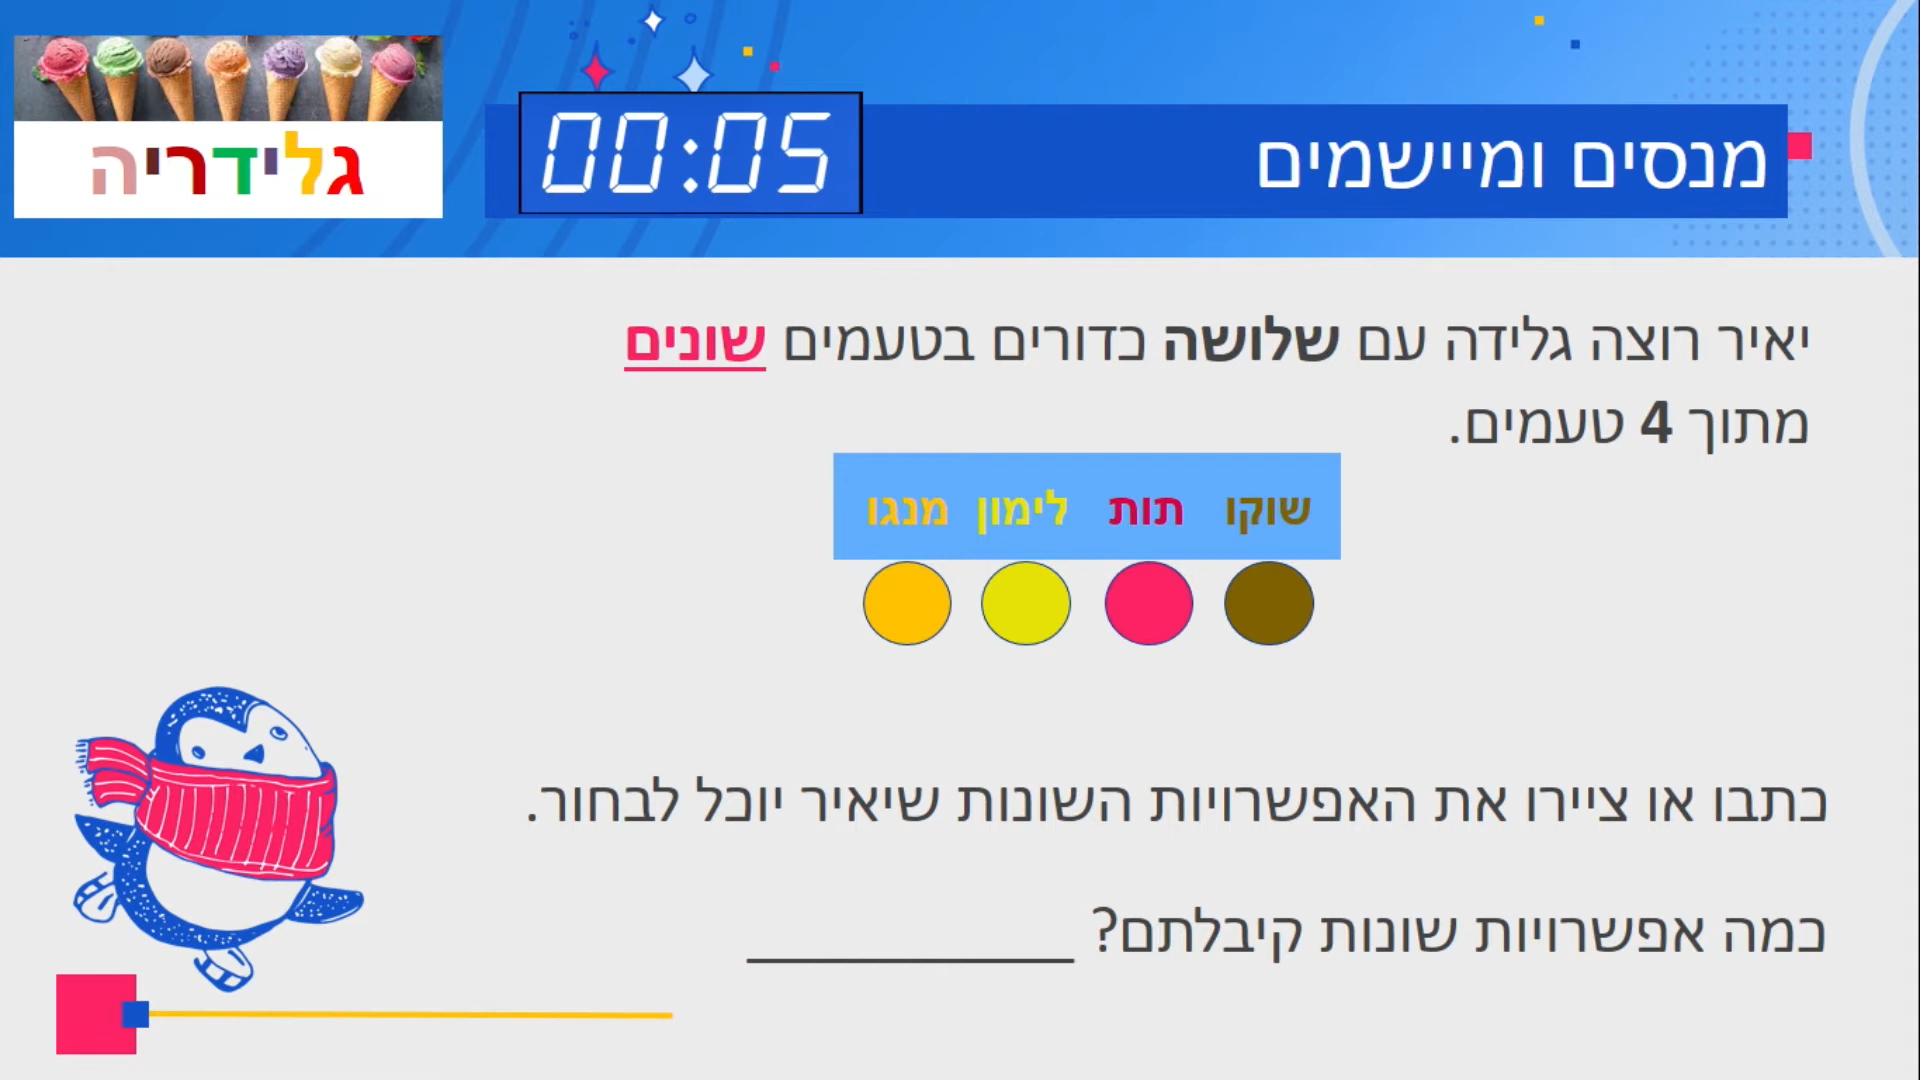 גלידריה
00:05
מנסים ומיישמים
יאיר רוצה גלידה עם שלושה כדורים בטעמים שונים
מתוך 4 טעמים.
שוקו תות לימון מנגו
כתבו או ציירו את האפשרויות השונות שיאיר יוכל לבחור.
כמה אפשרויות שונות קיבלתם? ____________